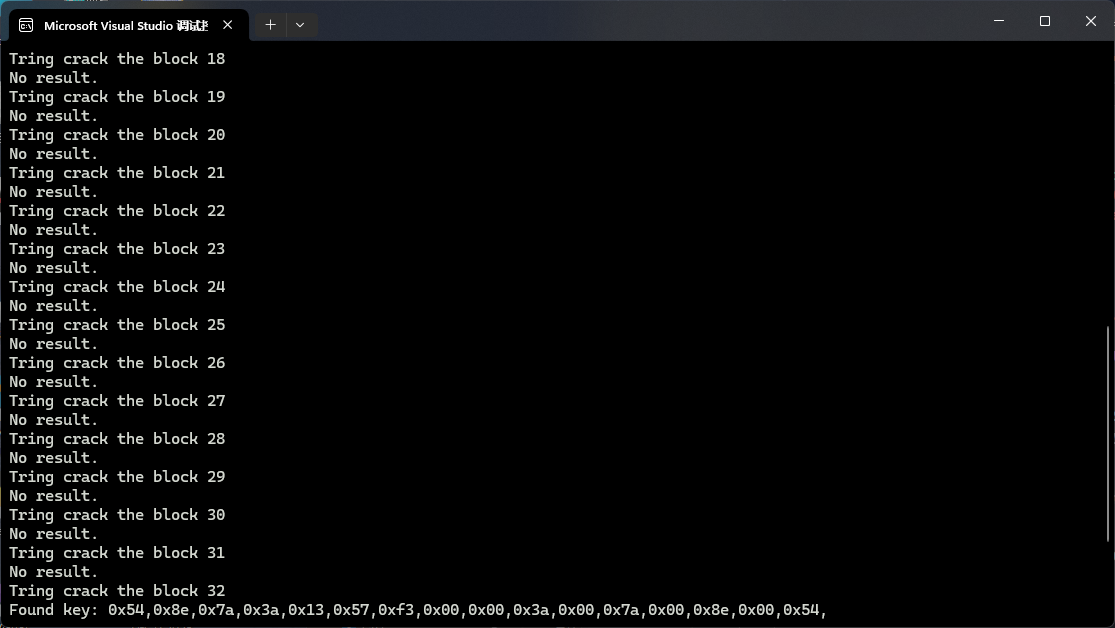 Microsoft Visual Studio 调试
Tring crack the block 18
No result.
Tring crack the block 19
No result.
Tring crack the block 20
No result.
Tring crack the block 21
No result.
Tring crack the block 22
No result.
Tring crack the block 23
No result.
Tring crack the block 24
No result.
Tring crack the block 25
No result.
Tring crack the block 26
No result.
Tring crack the block 27
No result.
Tring crack the block 28
No result.
Tring crack the block 29
No result.
Tring crack the block 30
No result.
Tring crack the block 31
No result.
Tring crack the block 32
Found key: 0x54,0x8e,0x7a,0x3a,0x13,0x57,0xf3,0x00,0x00,0x3a,0x00,0x7a,0x00,0x8e,0x00,0x54,